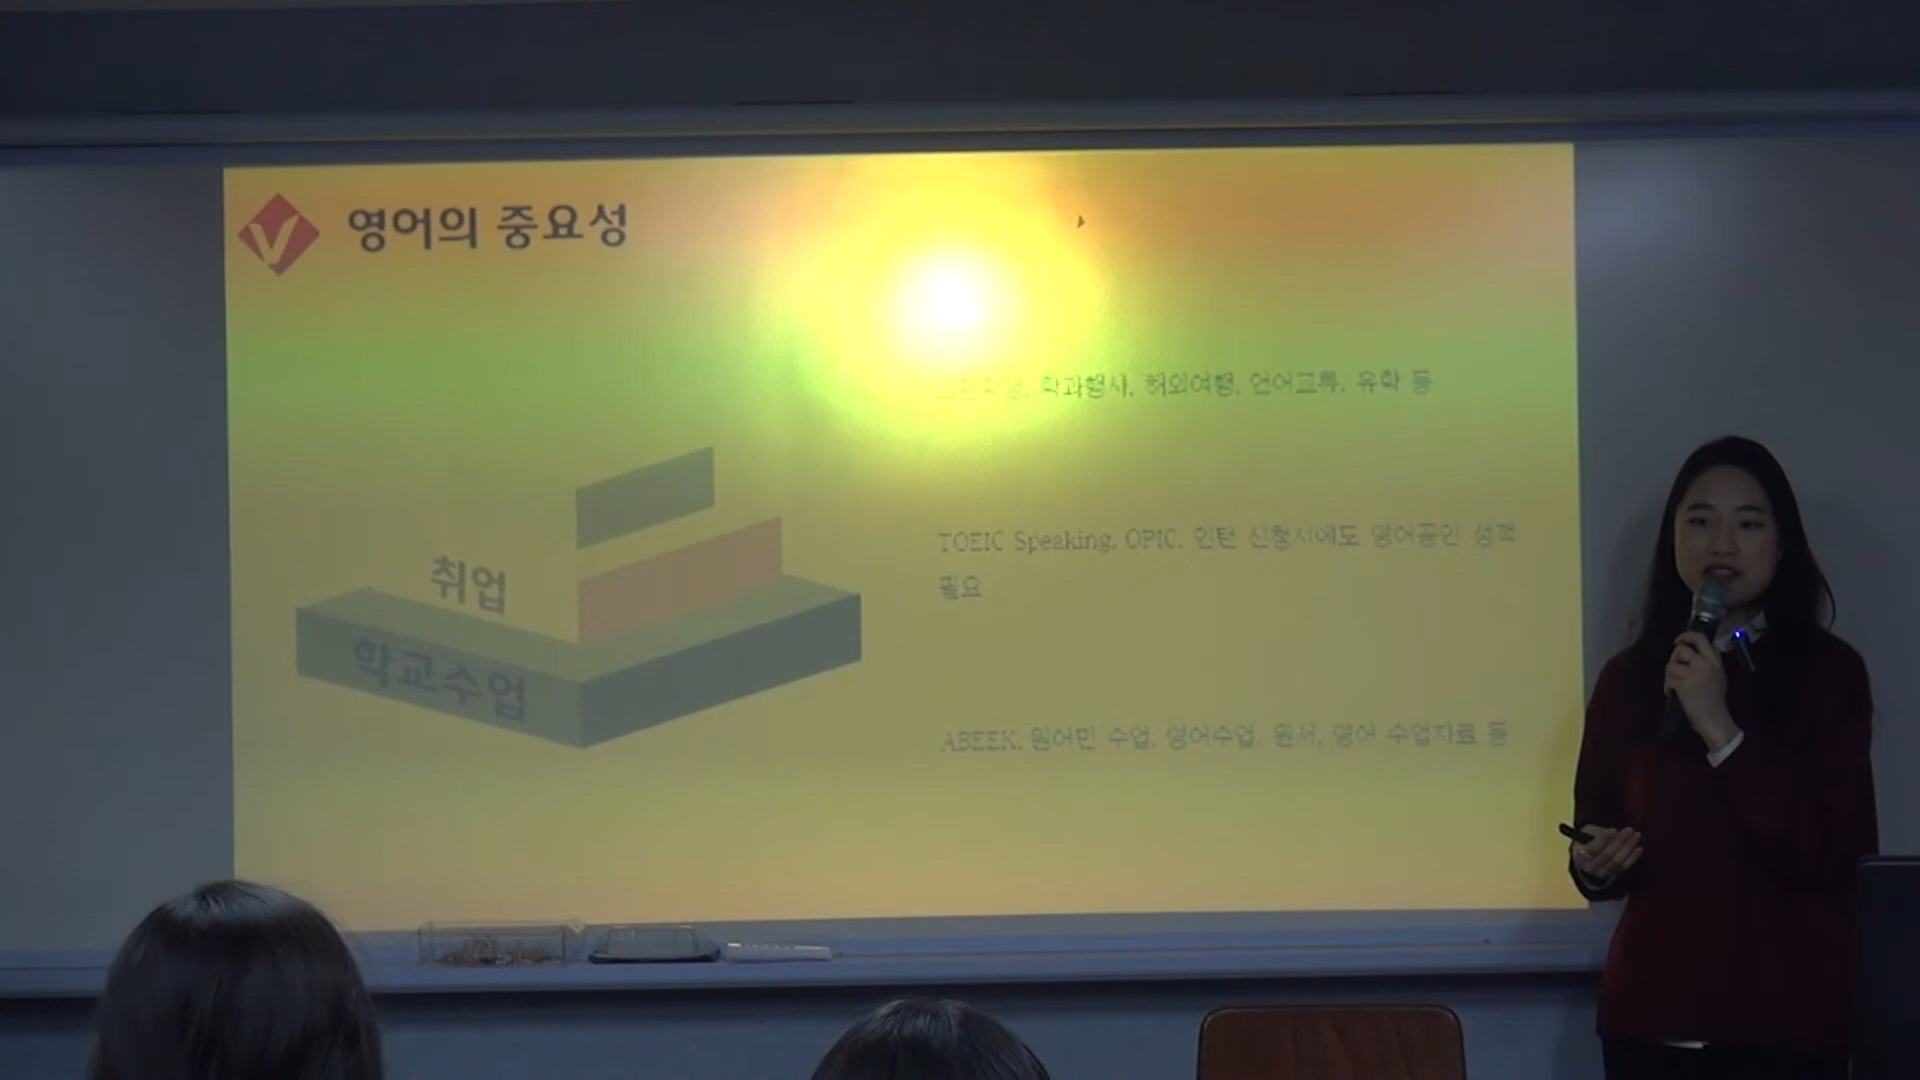 영어의 중요성
학과행사, 해외여행, 언어교류, 유학 등
취업
TOEIC Speaking, OPIC, 인턴 신청시에도 영어공인 성적
필요
학교수업
ABEEK, 원어민 수업, 영어수업, 원서, 영어 수업자료 등